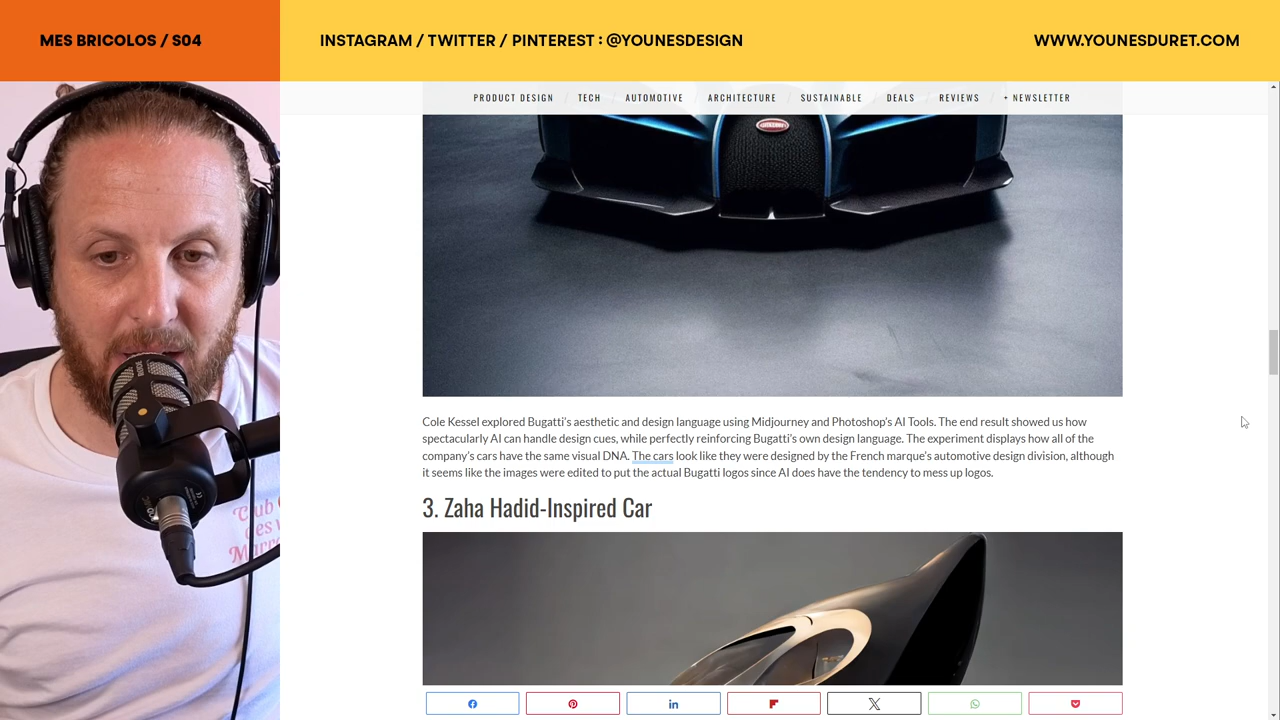 MES BRICOLOS / S04
INSTAGRAM / TWITTER / PINTEREST : @YOUNESDESIGN
WWW.YOUNESDURET.COM
PRODUCT DESIGN / TECH / AUTOMOTIVE / ARCHITECTURE / SUSTAINABLE / DEALS / REVIEWS / + NEWSLETTER
BUGATTI
Cole Kessel explored Bugatti's aesthetic and design language using Midjourney and Photoshop's AI Tools. The end result showed us how
spectacularly AI can handle design cues, while perfectly reinforcing Bugatti's own design language. The experiment displays how all of the
company's cars have the same visual DNA. The cars look like they were designed by the French marque's automotive design division, although
it seems like the images were edited to put the actual Bugatti logos since AI does have the tendency to mess up logos.
3. Zaha Hadid-Inspired Car
Club
des